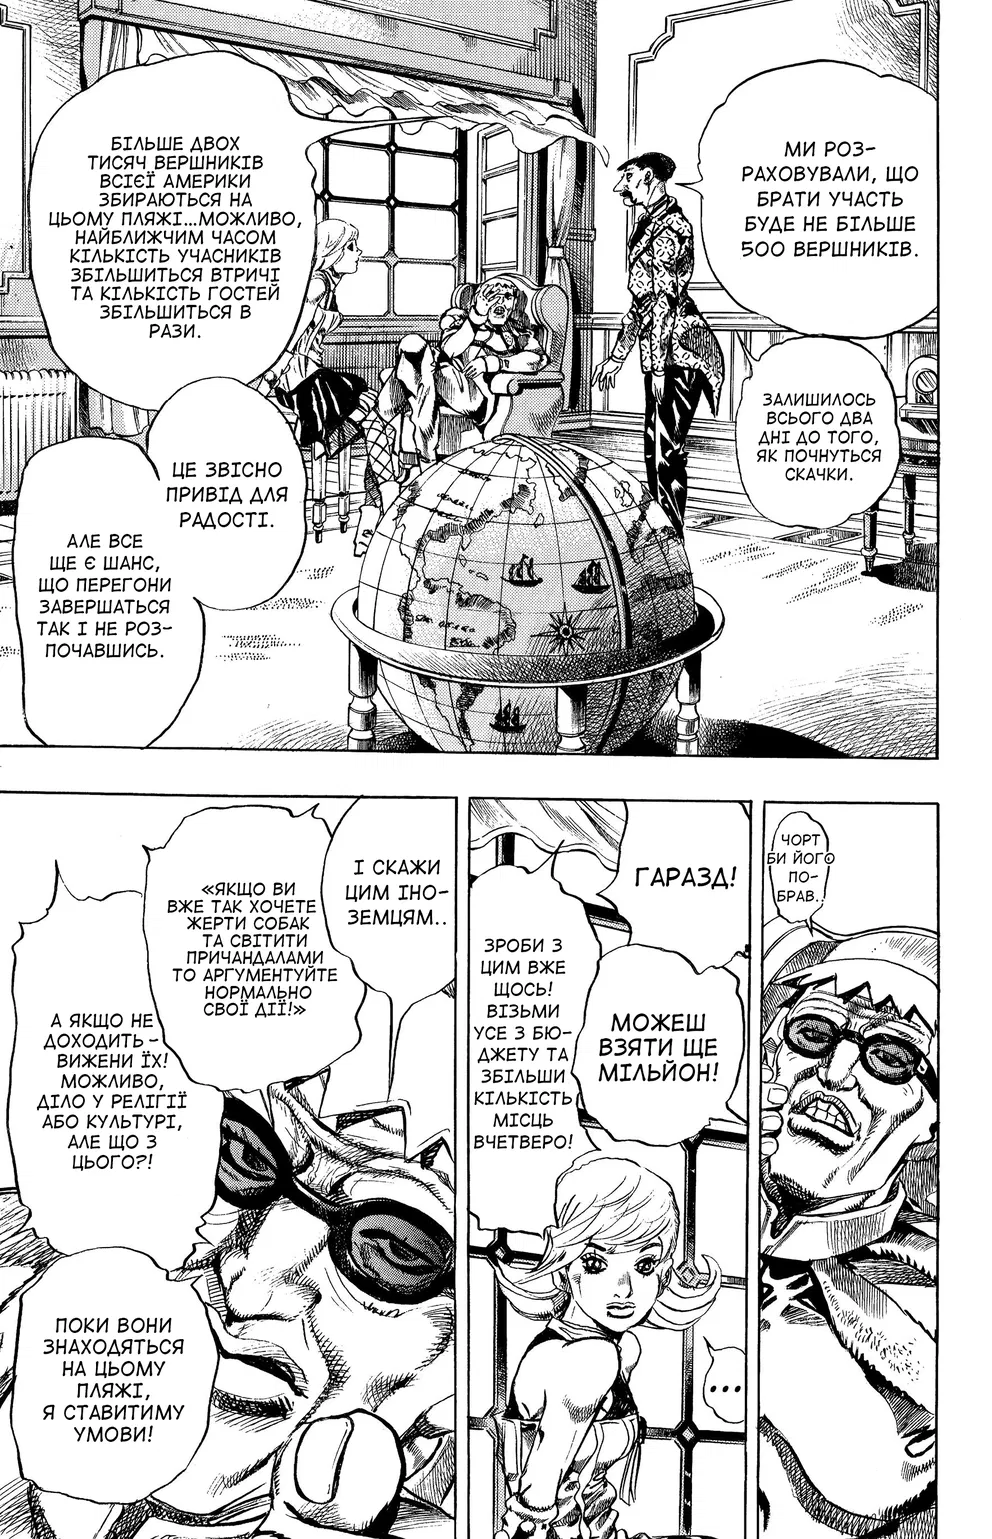 МИ РОЗ-
РАХОВУВАЛИ, ЩО
БРАТИ УЧАСТЬ
БУДЕ НЕ БІЛЬШЕ
500 ВЕРШНИКІВ.
ЗАЛИШИЛОСЬ
ВСЬОГО ДВА
ДНІ ДО ТОГО,
ЯК ПОЧНУТЬСЯ
СКАЧКИ.
БІЛЬШЕ ДВОХ
ТИСЯЧ ВЕРШНИКІВ
ВСІЄЇ АМЕРИКИ
ЗБИРАЮТЬСЯ НА
ЦЬОМУ ПЛЯЖІ...МОЖЛИВО,
НАЙБЛИЖЧИМ ЧАСОМ
КІЛЬКІСТЬ УЧАСНИКІВ
ЗБІЛЬШИТЬСЯ ВТРИЧІ
ТА КІЛЬКІСТЬ ГОСТЕЙ
ЗБІЛЬШИТЬСЯ В
РАЗИ.
ЦЕ ЗВІСНО
ПРИВІД ДЛЯ
РАДОСТІ.
АЛЕ ВСЕ
ЩЕ Є ШАНС,
ЩО ПЕРЕГОНИ
ЗАВЕРШАТЬСЯ
ТАК І НЕ РОЗ-
ПОЧАВШИСЬ.
ЧОРТ
БИ ЙОГО
ПО-
БРАВ..
ГАРАЗД!
МОЖЕШ
ВЗЯТИ ЩЕ
МІЛЬЙОН!
ЗРОБИ З
ЦИМ ВЖЕ
ЩОСЬ!
ВІЗЬМИ
УСЕ З БЮ-
ДЖЕТУ ТА
ЗБІЛЬШИ
КІЛЬКІСТЬ
МІСЦЬ
ВЧЕТВЕРО!
...
І СКАЖИ
ЦИМ ІНО-
ЗЕМЦЯМ..
«ЯКЩО ВИ
ВЖЕ ТАК ХОЧЕТЕ
ЖЕРТИ СОБАК
ТА СВІТИТИ
ПРИЧАНДАЛАМИ
ТО АРГУМЕНТУЙТЕ
НОРМАЛЬНО
СВОЇ ДІЇ!»
А ЯКЩО НЕ
ДОХОДИТЬ -
ВИЖЕНИ ЇХ!
МОЖЛИВО,
ДІЛО У РЕЛІГІЇ
АБО КУЛЬТУРІ,
АЛЕ ЩО З
ЦЬОГО?!
ПОКИ ВОНИ
ЗНАХОДЯТЬСЯ
НА ЦЬОМУ
ПЛЯЖІ,
Я СТАВИТИМУ
УМОВИ!